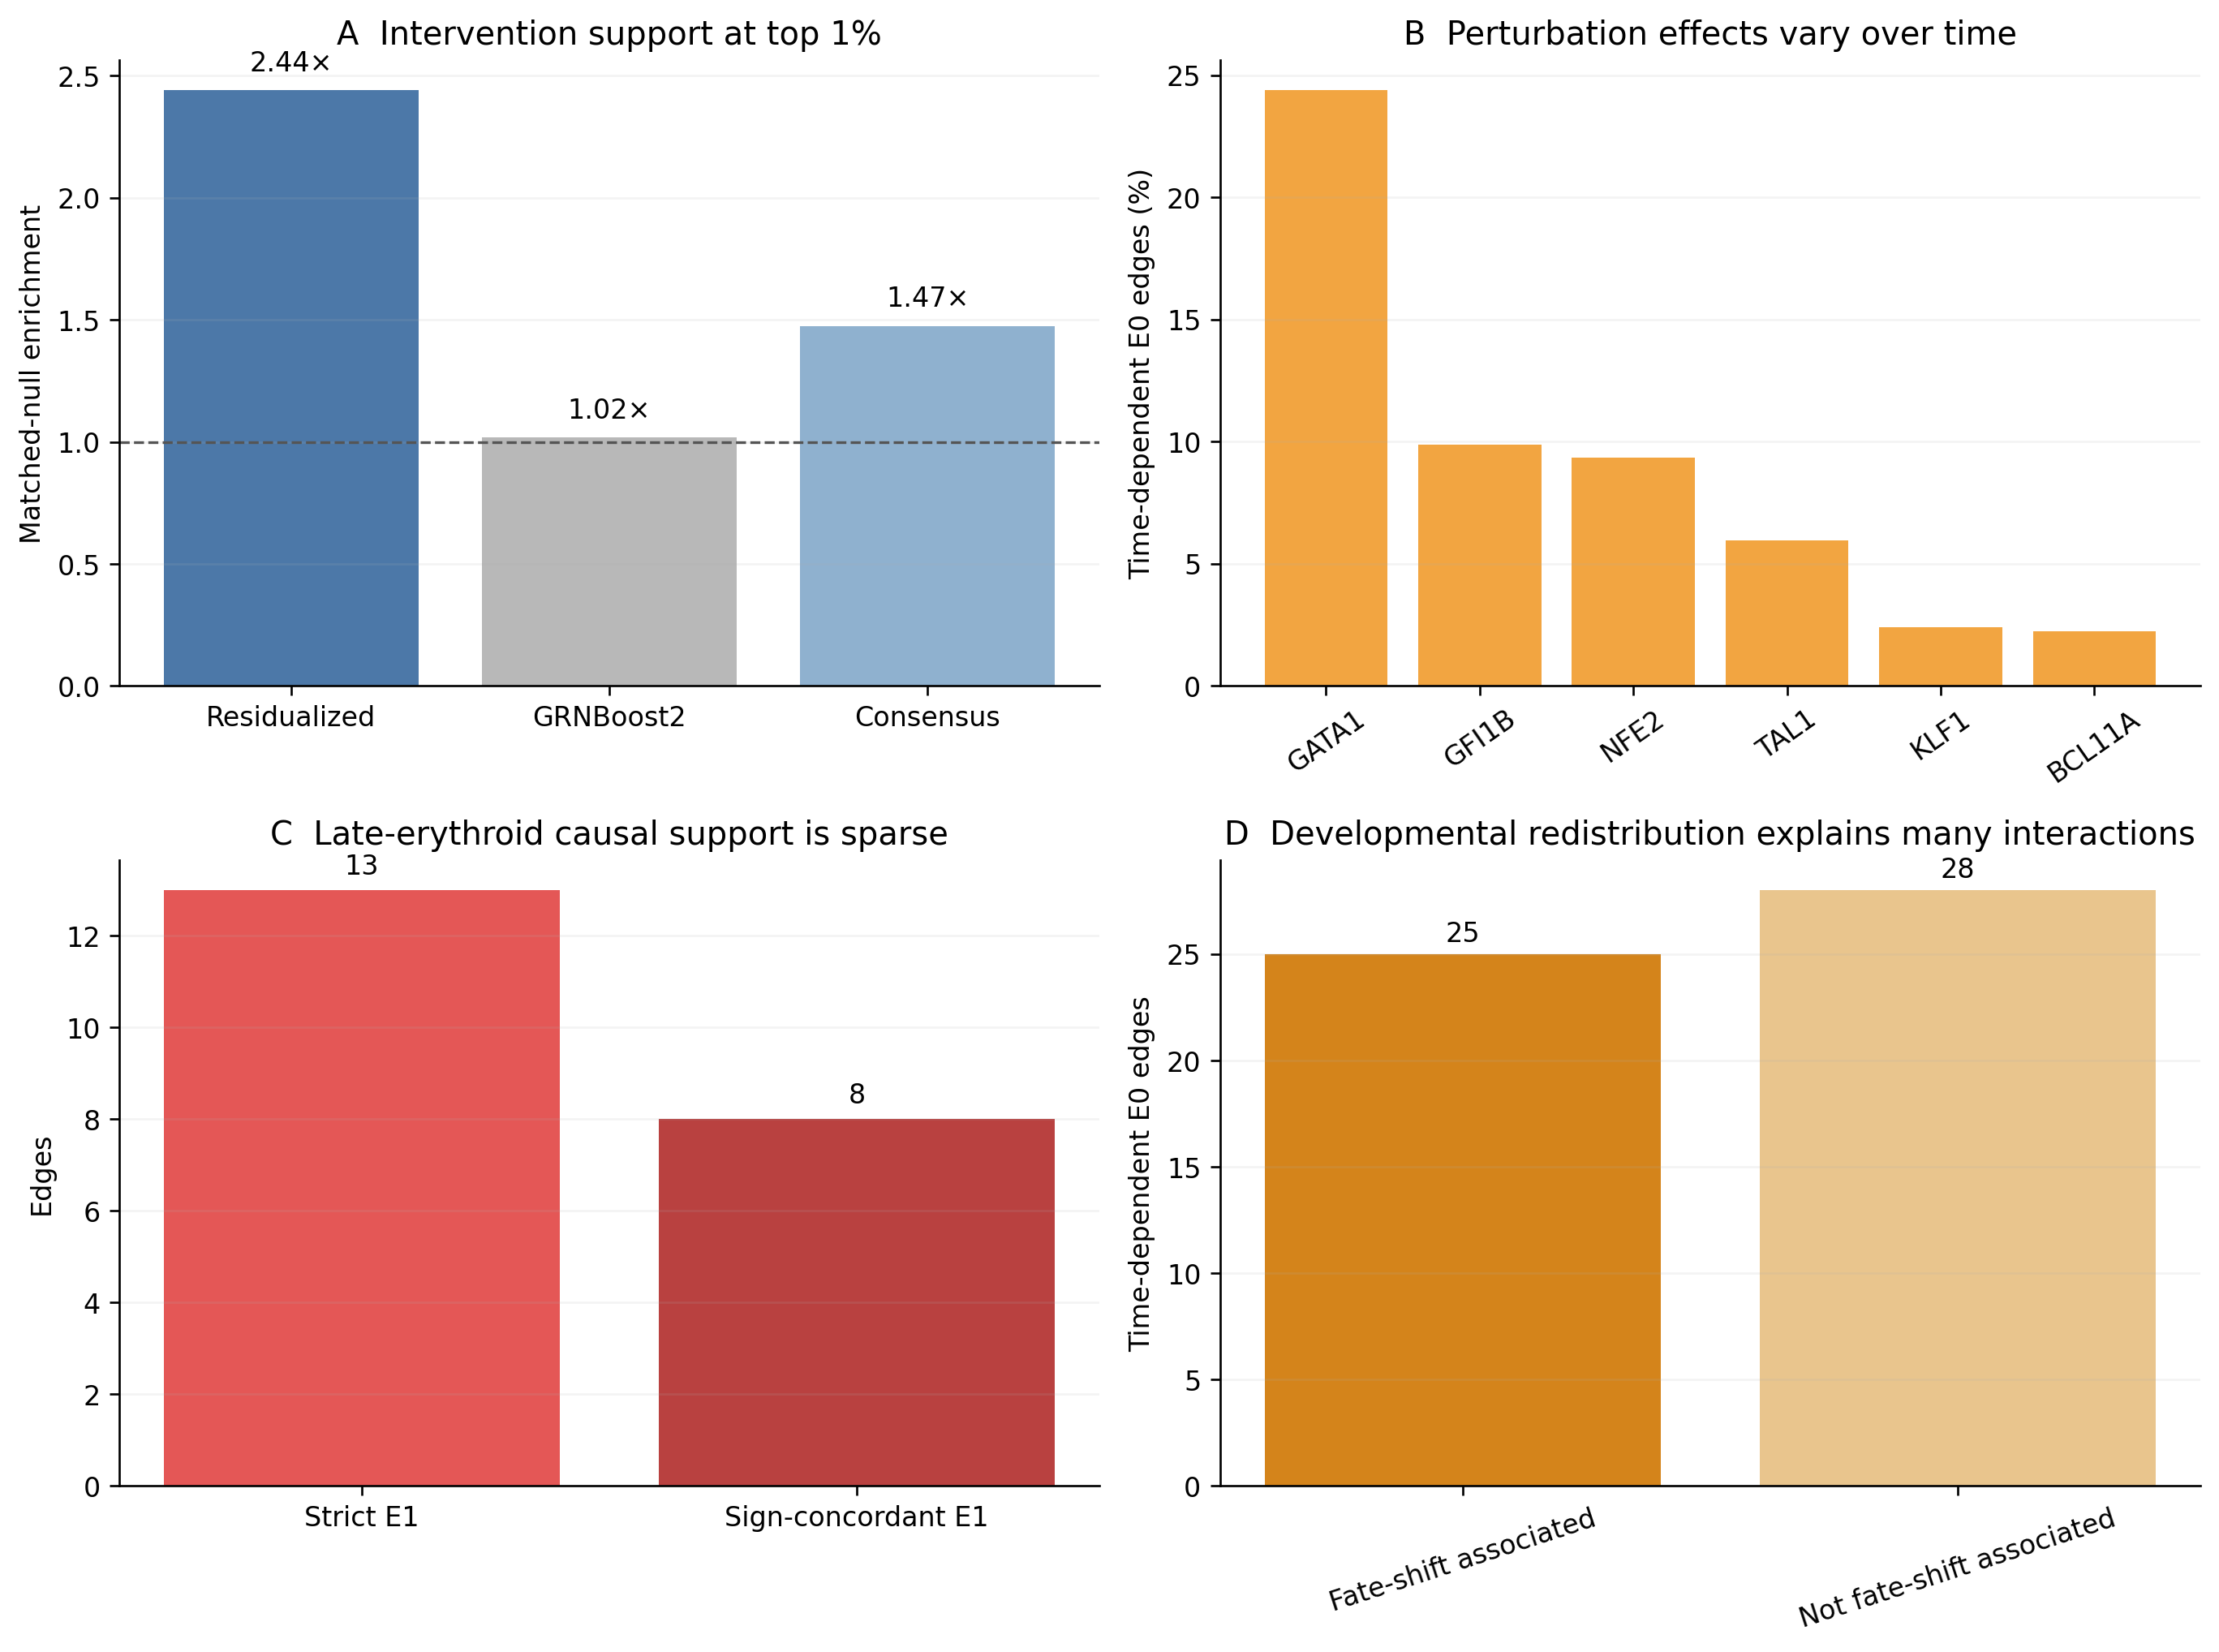 A  Intervention support at top 1%
2.44×
1.02×
1.47×
Matched-null enrichment
2.5
2.0
1.5
1.0
0.5
0.0
Residualized
GRNBoost2
Consensus
B  Perturbation effects vary over time
Time-dependent E0 edges (%)
25
20
15
10
5
0
GATA1
GFI1B
NFE2
TAL1
KLF1
BCL11A
C  Late-erythroid causal support is sparse
13
8
Edges
12
10
8
6
4
2
0
Strict E1
Sign-concordant E1
D  Developmental redistribution explains many interactions
28
25
Time-dependent E0 edges
25
20
15
10
5
0
Fate-shift associated
Not fate-shift associated